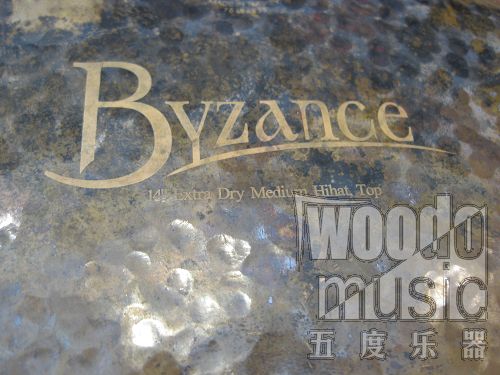 Byzance
14" Extra Dry Medium Hihat Top
woodo
music
五度乐器